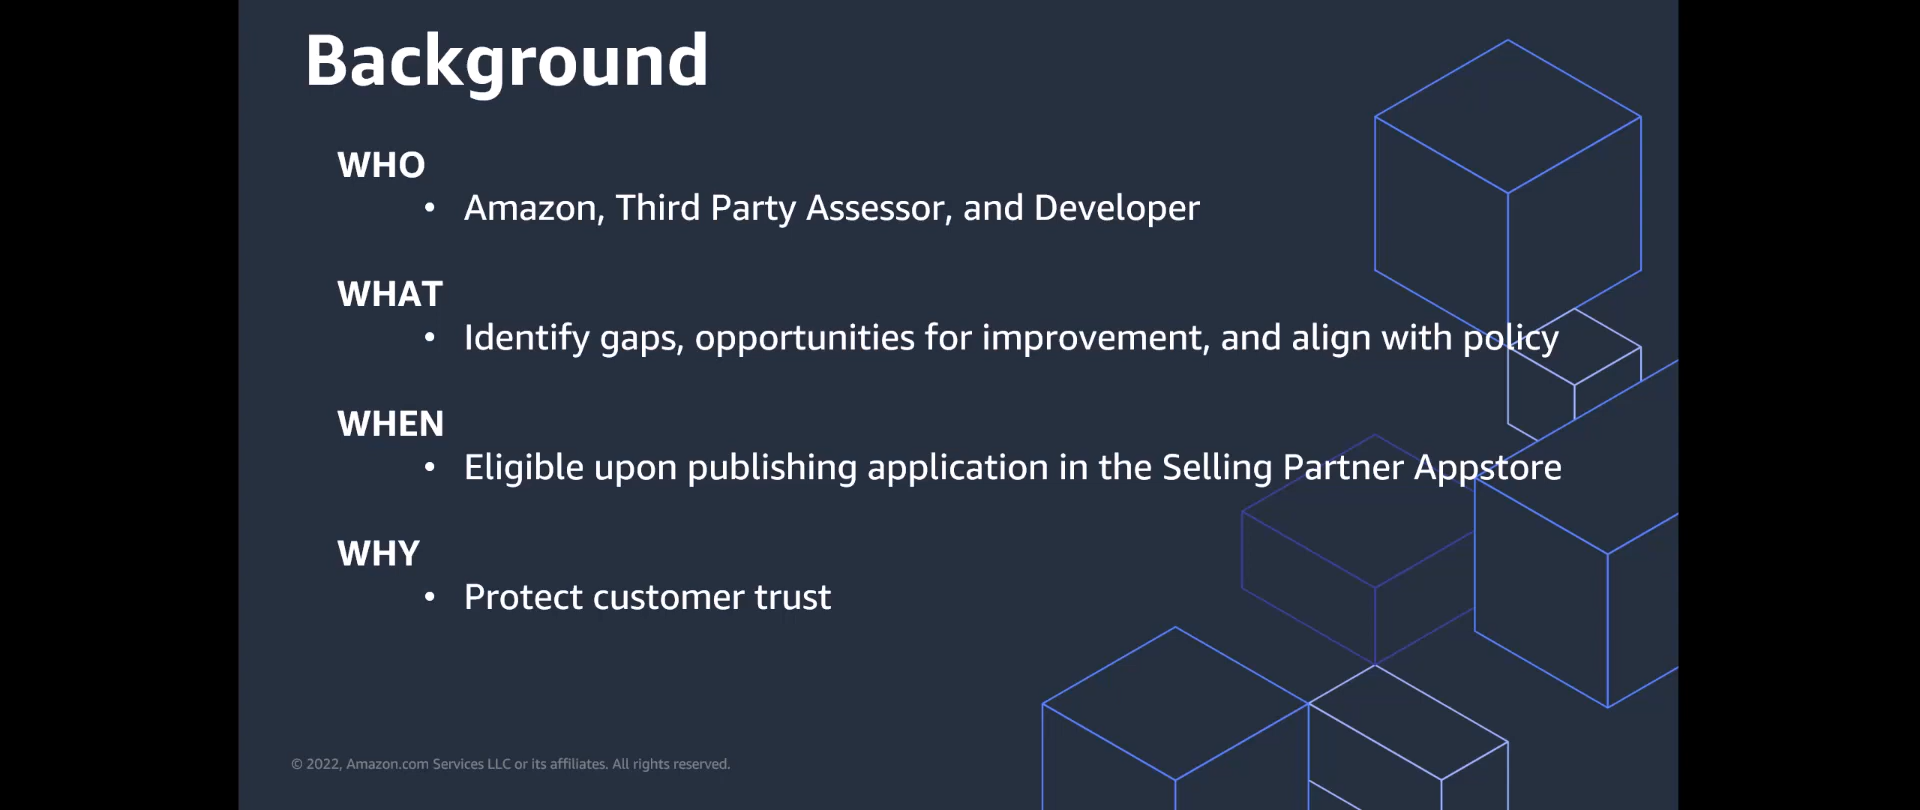 Background
WHO
• Amazon, Third Party Assessor, and Developer
WHAT
• Identify gaps, opportunities for improvement, and align with policy
WHEN
• Eligible upon publishing application in the Selling Partner Appstore
WHY
• Protect customer trust
© 2022, Amazon.com Services LLC or its affiliates. All rights reserved.